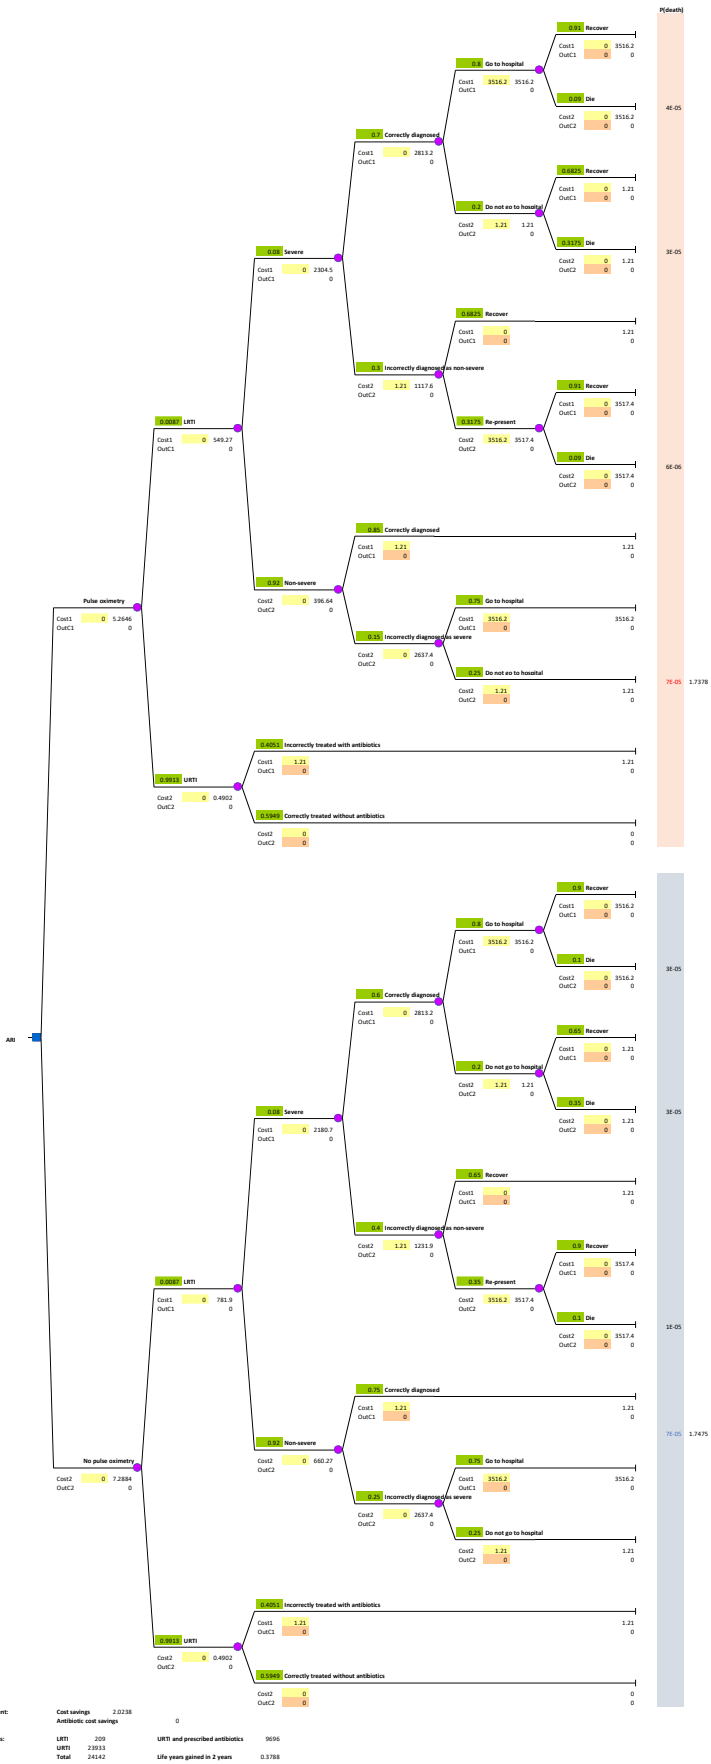 P(death)
0.91 Recover
Cost1 0 3516.2
OutC1 0 0
0.8 Go to hospital
Cost1 3516.2 3516.2
OutC1 0
0.09 Die
Cost2 0 3516.2
OutC2 0 0
4E-05
0.7 Correctly diagnosed
Cost1 0 2813.2
OutC1 0
0.6825 Recover
Cost1 0 1.21
OutC1 0 0
0.2 Do not go to hospital
Cost2 1.21 1.21
OutC2 0
0.3175 Die
Cost2 0 1.21
OutC2 0 0
3E-05
0.08 Severe
Cost1 0 2304.5
OutC1 0
0.6825 Recover
Cost1 0 1.21
OutC1 0 0
0.3 Incorrectly diagnosed as non-severe
Cost2 1.21 1117.6
OutC2 0
0.91 Recover
Cost1 0 3517.4
OutC1 0 0
0.3175 Re-present
Cost2 3516.2 3517.4
OutC2 0
0.09 Die
Cost2 0 3517.4
OutC2 0 0
6E-06
0.0087 LRTI
Cost1 0 549.27
OutC1 0
0.85 Correctly diagnosed
Cost1 1.21 1.21
OutC1 0 0
0.92 Non-severe
Cost2 0 396.64
OutC2 0
0.75 Go to hospital
Cost1 3516.2 3516.2
OutC1 0 0
0.15 Incorrectly diagnosed as severe
Cost2 0 2637.4
OutC2 0
0.25 Do not go to hospital
Cost2 1.21 1.21
OutC2 0 0
7E-05 1.7378
Pulse oximetry
Cost1 0 5.2646
OutC1 0
0.4051 Incorrectly treated with antibiotics
Cost1 1.21 1.21
OutC1 0 0
0.9913 URTI
Cost2 0 0.4902
OutC2 0
0.5949 Correctly treated without antibiotics
Cost2 0 0
OutC2 0 0
ARI
0.9 Recover
Cost1 0 3516.2
OutC1 0 0
0.8 Go to hospital
Cost1 3516.2 3516.2
OutC1 0
0.1 Die
Cost2 0 3516.2
OutC2 0 0
3E-05
0.6 Correctly diagnosed
Cost1 0 2813.2
OutC1 0
0.65 Recover
Cost1 0 1.21
OutC1 0 0
0.2 Do not go to hospital
Cost2 1.21 1.21
OutC2 0
0.35 Die
Cost2 0 1.21
OutC2 0 0
3E-05
0.08 Severe
Cost1 0 2180.7
OutC1 0
0.65 Recover
Cost1 0 1.21
OutC1 0 0
0.4 Incorrectly diagnosed as non-severe
Cost2 1.21 1231.9
OutC2 0
0.9 Recover
Cost1 0 3517.4
OutC1 0 0
0.35 Re-present
Cost2 3516.2 3517.4
OutC2 0
0.1 Die
Cost2 0 3517.4
OutC2 0 0
1E-05
0.0087 LRTI
Cost1 0 781.9
OutC1 0
0.75 Correctly diagnosed
Cost1 1.21 1.21
OutC1 0 0
7E-05 1.7475
0.92 Non-severe
Cost2 0 660.27
OutC2 0
0.75 Go to hospital
Cost1 3516.2 3516.2
OutC1 0 0
0.25 Incorrectly diagnosed as severe
Cost2 0 2637.4
OutC2 0
0.25 Do not go to hospital
Cost2 1.21 1.21
OutC2 0 0
No pulse oximetry
Cost2 0 7.2884
OutC2 0
0.4051 Incorrectly treated with antibiotics
Cost1 1.21 1.21
OutC1 0 0
0.9913 URTI
Cost2 0 0.4902
OutC2 0
0.5949 Correctly treated without antibiotics
Cost2 0 0
OutC2 0 0
nt: Cost savings 2.0238
Antibiotic cost savings 0
s: LRTI 209 URTI and prescribed antibiotics 9696
URTI 23933
Total 24142 Life years gained in 2 years 0.3788